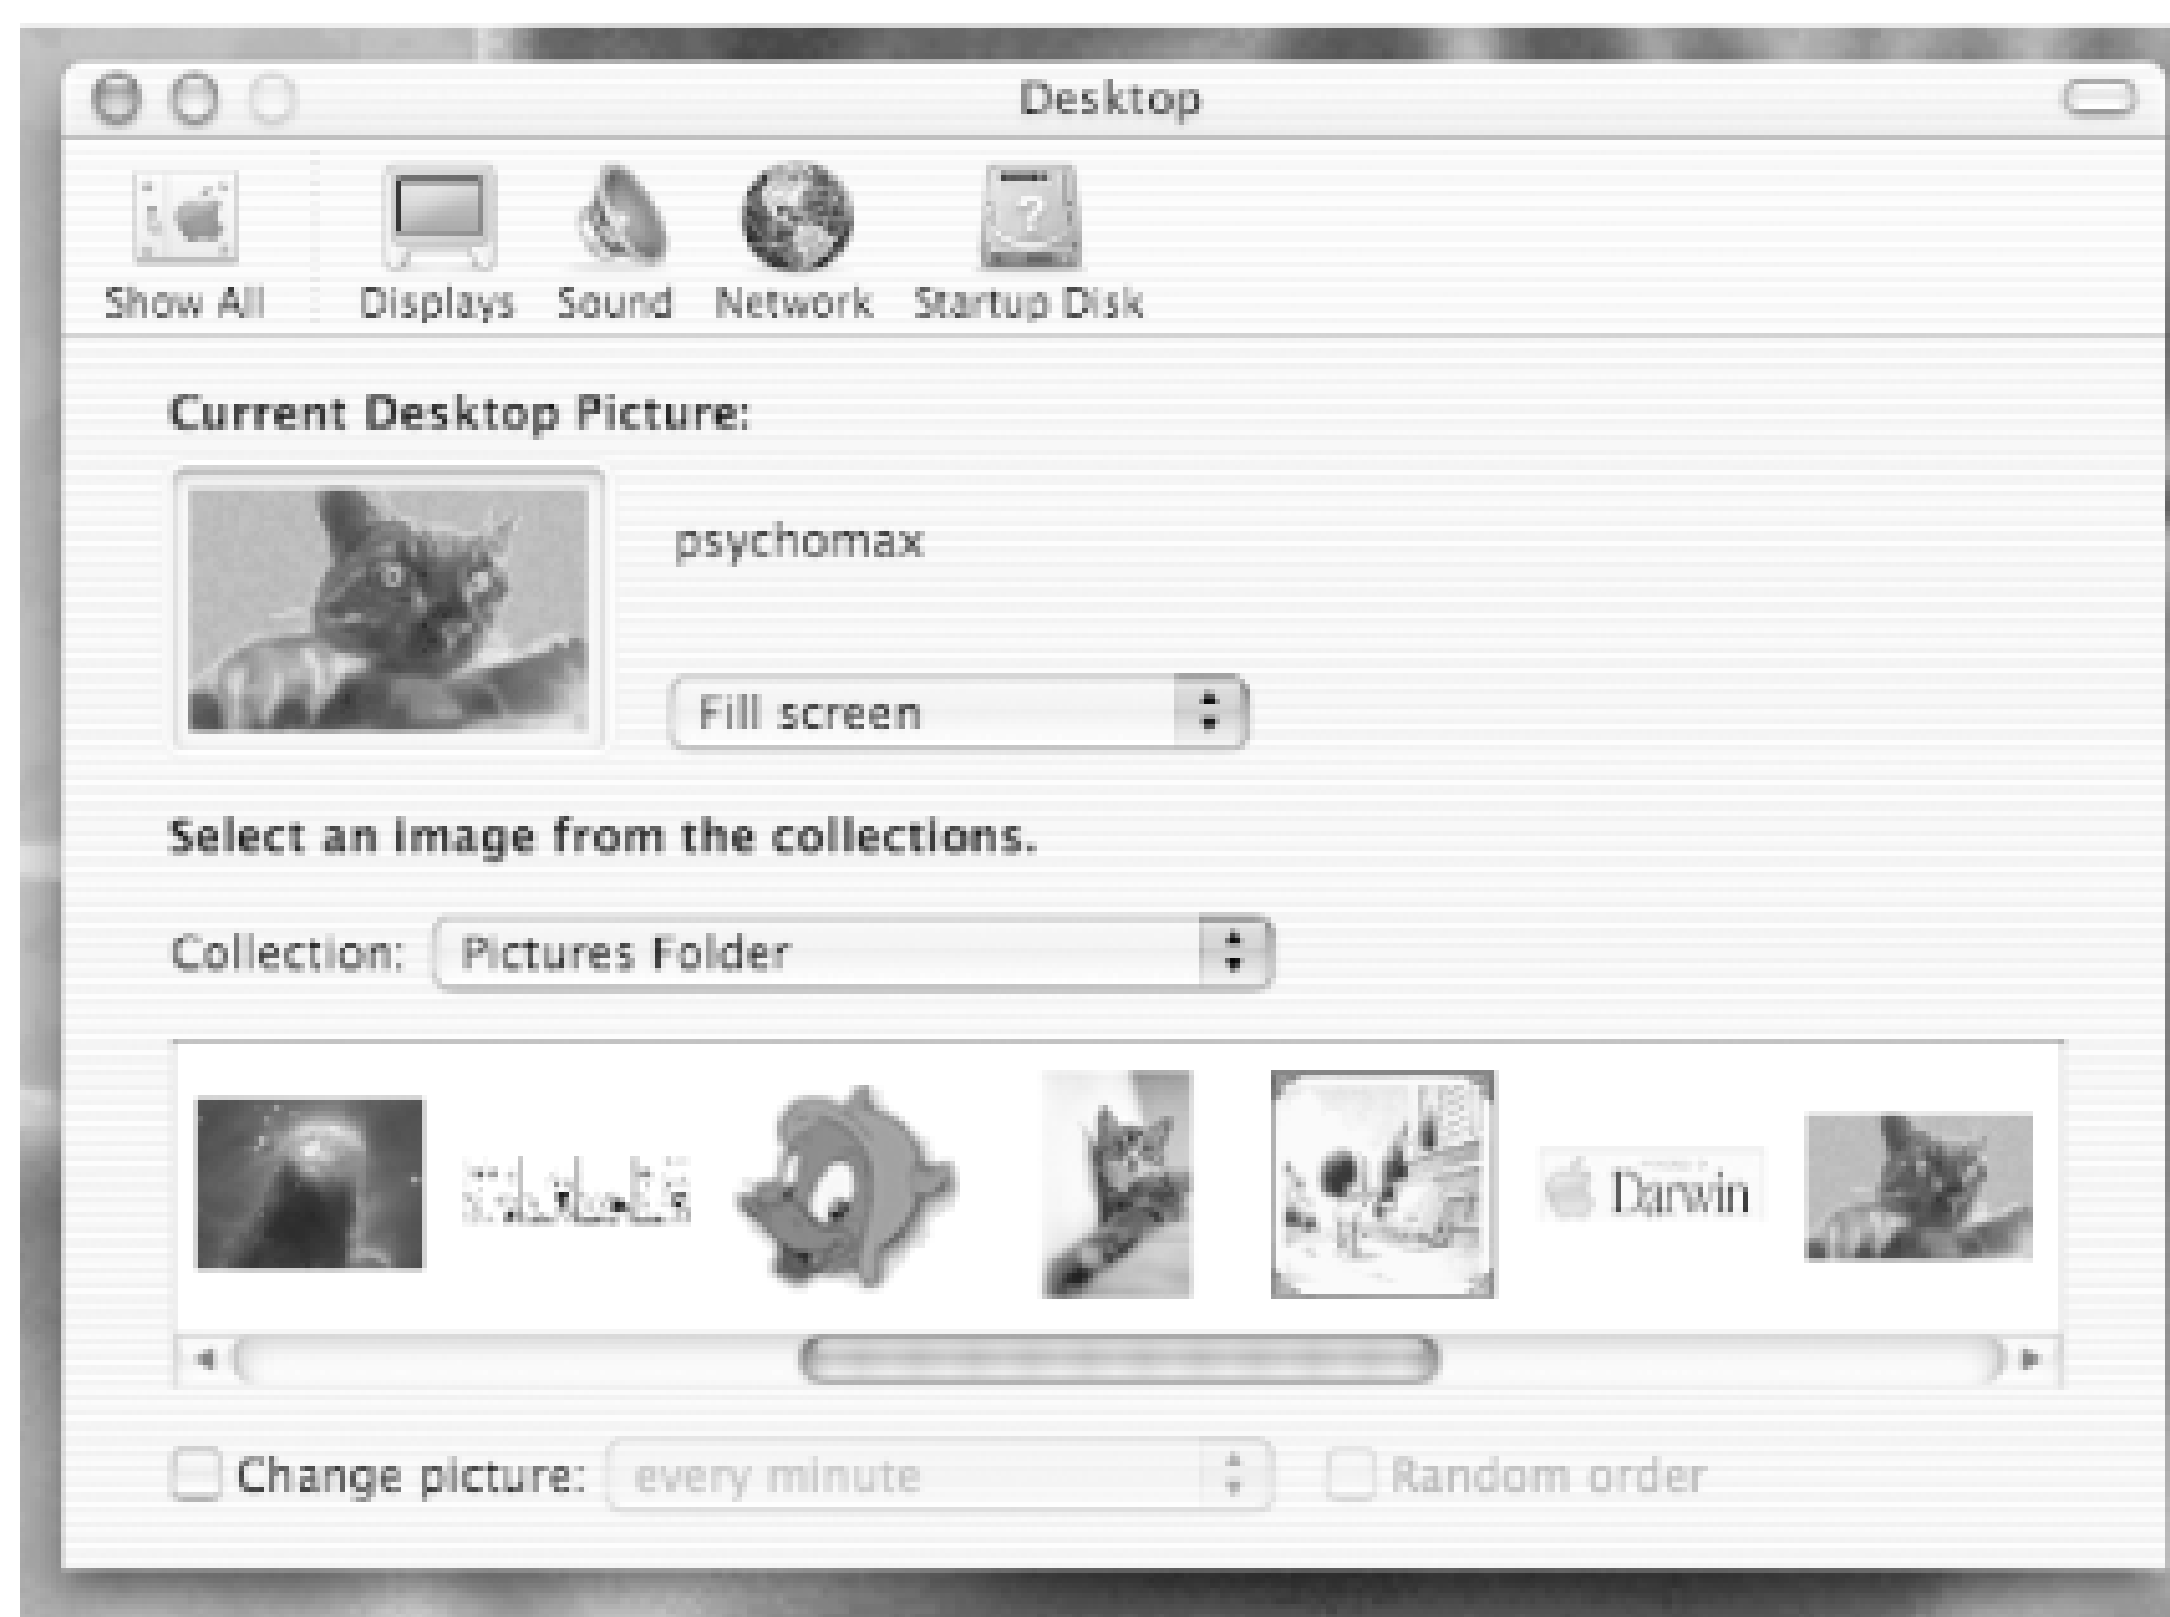 Desktop
Show All Displays Sound Network Startup Disk
Current Desktop Picture:
psychomax
Fill screen
Select an image from the collections.
Collection: Pictures Folder
Darwin
Change picture: every minute Random order